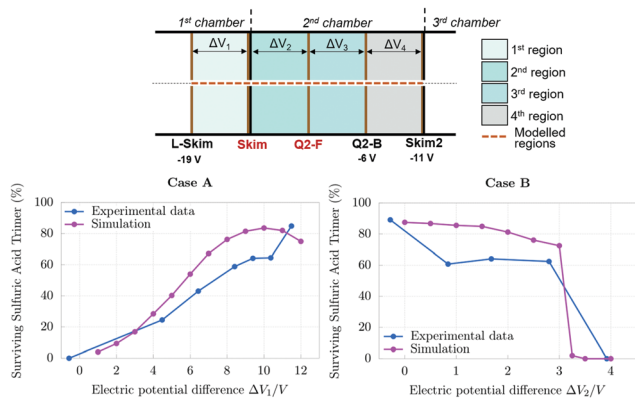 1st chamber
2nd chamber
3rd chamber
ΔV1
ΔV2
ΔV3
ΔV4
1st region
2nd region
3rd region
4th region
Modelled
regions
L-Skim
Skim
Q2-F
Q2-B
Skim2
-19 V
-6 V
-11 V
Case A
Surviving Sulfuric Acid Trimer (%)
100
80
60
40
20
0
Experimental data
Simulation
0 2 4 6 8 10 12
Electric potential difference ΔV1/V
Case B
Surviving Sulfuric Acid Trimer (%)
100
80
60
40
20
0
Experimental data
Simulation
0 1 2 3 4
Electric potential difference ΔV2/V